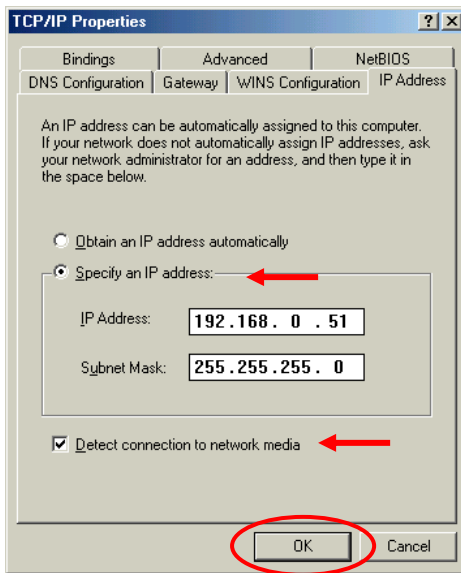 TCP/IP Properties ? ×
Bindings Advanced NetBIOS
DNS Configuration Gateway WINS Configuration IP Address
An IP address can be automatically assigned to this computer.
If your network does not automatically assign IP addresses, ask
your network administrator for an address, and then type it in
the space below.
Obtain an IP address automatically
Specify an IP address:
IP Address: 192.168. 0 .51
Subnet Mask: 255.255.255. 0
Detect connection to network media
OK Cancel